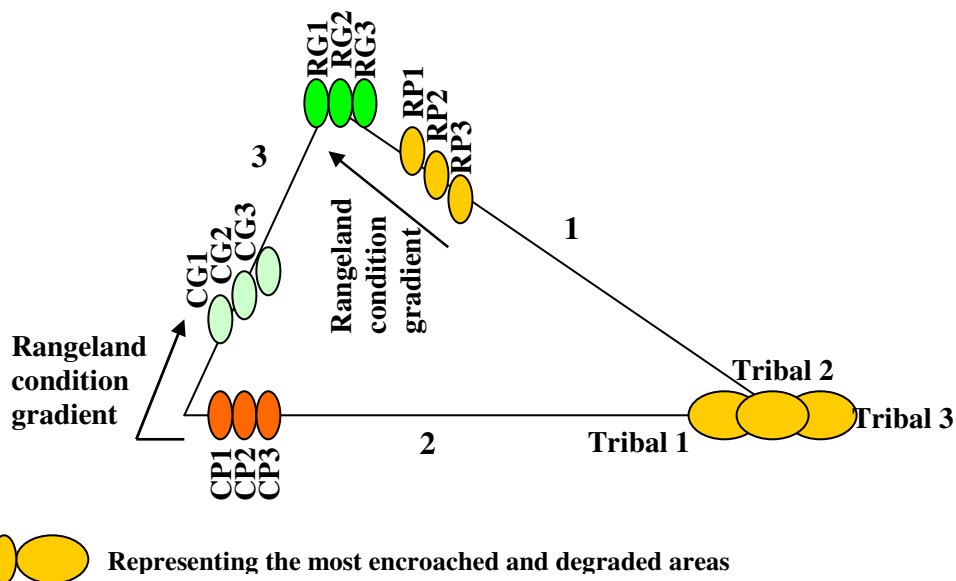 RG1
RG2
RG3
RP1
RP2
RP3
3
CG1
CG2
CG3
1
Rangeland
condition
gradient
Rangeland
condition
gradient
Tribal 2
Tribal 1
Tribal 3
2
CP1
CP2
CP3
Representing the most encroached and degraded areas